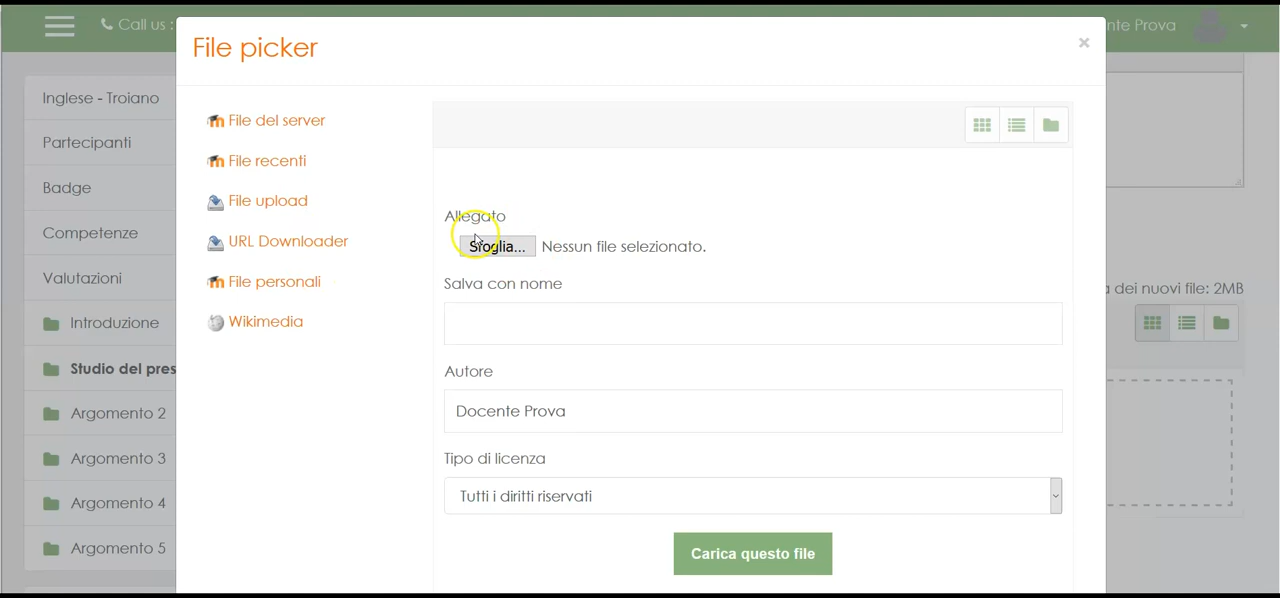 Call us :
nte Prova
File picker
×
Inglese - Troiano
Partecipanti
Badge
Competenze
Valutazioni
Introduzione
Studio del pres
Argomento 2
Argomento 3
Argomento 4
Argomento 5
File del server
File recenti
File upload
URL Downloader
File personali
Wikimedia
Allegato
Sfoglia... Nessun file selezionato.
Salva con nome
Autore
Docente Prova
Tipo di licenza
Tutti i diritti riservati
Carica questo file
a dei nuovi file: 2MB